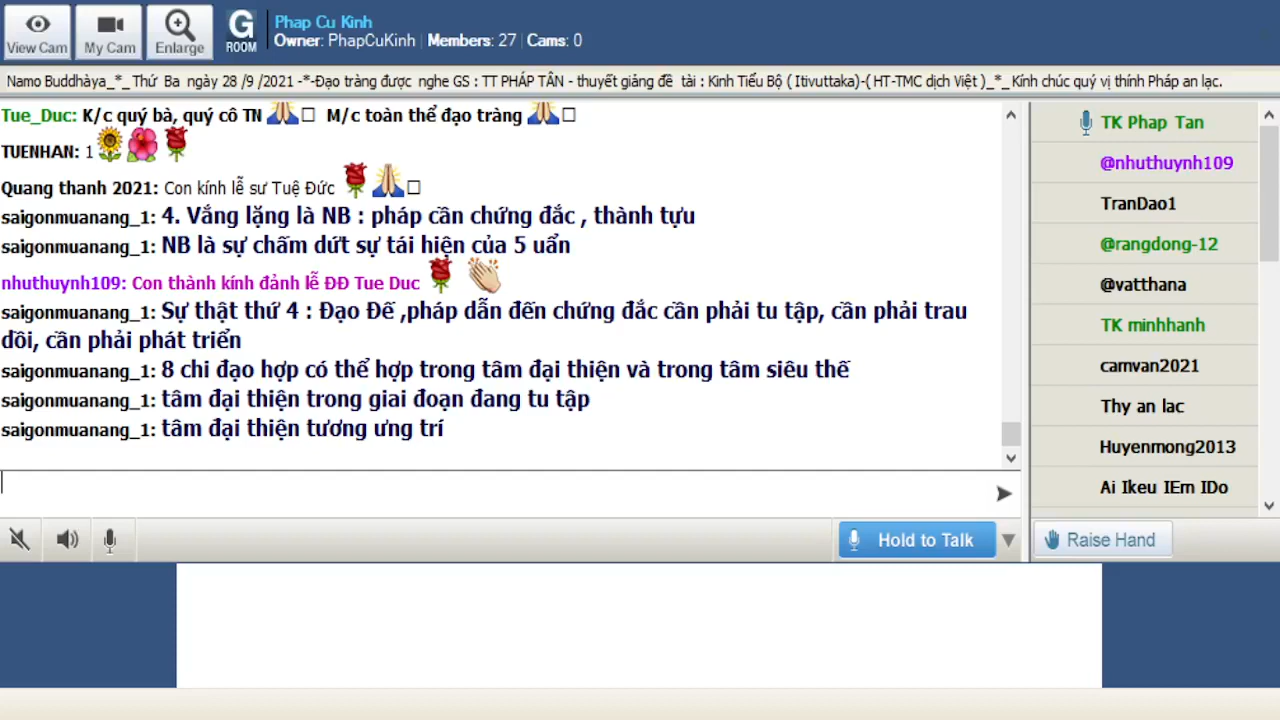 View Cam
My Cam
Enlarge
G
ROOM
Phap Cu Kinh
Owner: PhapCuKinh | Members: 27 | Cams: 0
Namo Buddhàya_*_Thứ Ba ngày 28 /9 /2021 -*-Đạo tràng được nghe GS : TT PHÁP TÂN - thuyết giảng đề tài : Kinh Tiểu Bộ ( Itivuttaka)-( HT-TMC dịch Việt )_*_Kính chúc quý vị thính Pháp an lạc.
Tue_Duc: K/c quý bà, quý cô TN 🙏 M/c toàn thể đạo tràng 🙏
TUENHAN: 1🌻🌺🌹
Quang thanh 2021: Con kính lễ sư Tuệ Đức 🌹🙏
saigonmuanang_1: 4. Vắng lặng là NB : pháp cần chứng đắc , thành tựu
saigonmuanang_1: NB là sự chấm dứt sự tái hiện của 5 uẩn
nhuthuynh109: Con thành kính đảnh lễ ĐĐ Tue Duc 🌹 👏
saigonmuanang_1: Sự thật thứ 4 : Đạo Đế ,pháp dẫn đến chứng đắc cần phải tu tập, cần phải trau
dồi, cần phải phát triển
saigonmuanang_1: 8 chi đạo hợp có thể hợp trong tâm đại thiện và trong tâm siêu thế
saigonmuanang_1: tâm đại thiện trong giai đoạn đang tu tập
saigonmuanang_1: tâm đại thiện tương ưng trí
TK Phap Tan
@nhuthuynh109
TranDao1
@rangdong-12
@vatthana
TK minhhanh
camvan2021
Thy an lac
Huyenmong2013
Ai Ikeu IEm IDo
Hold to Talk
Raise Hand